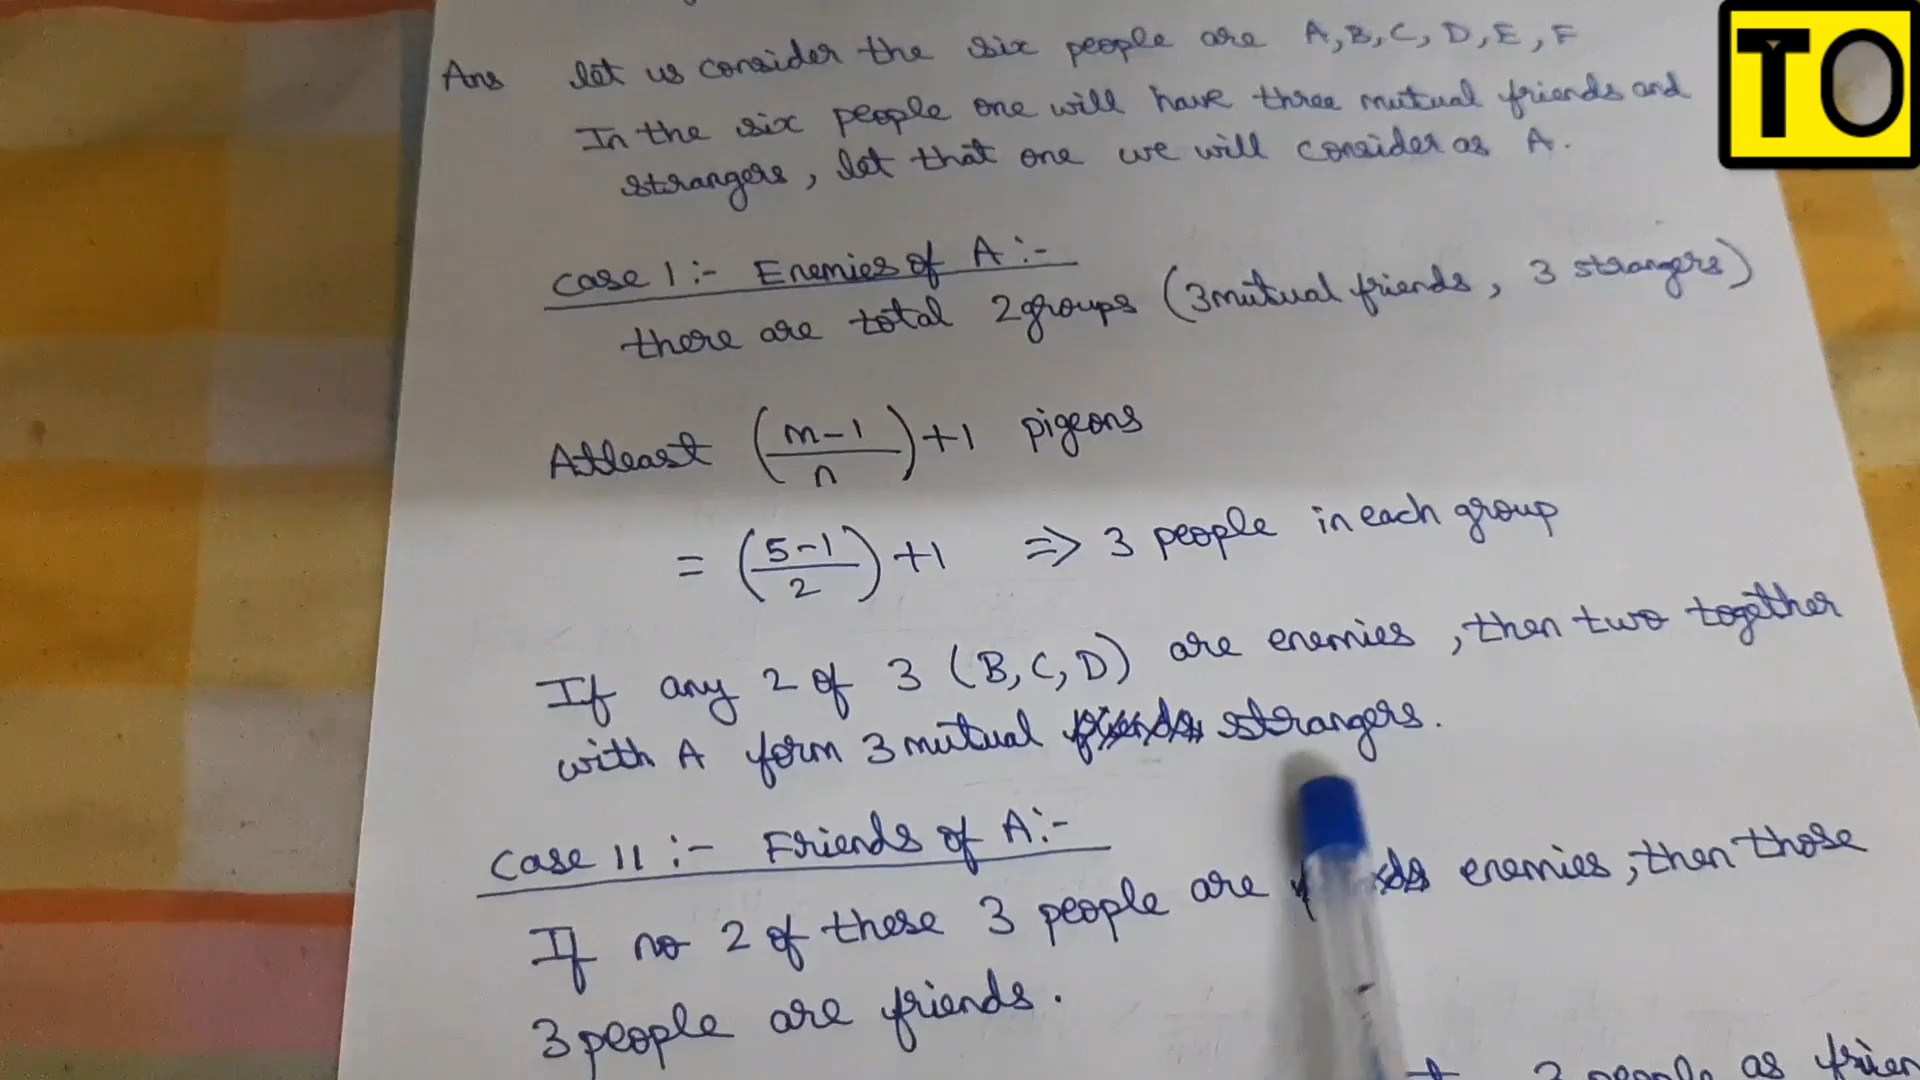 Ans let us consider the six people are A, B, C, D, E, F
In the six people one will have three mutual friends and
strangers, let that one we will consider as A.
TO
Case I :- Enemies of A :-
there are total 2 groups (3 mutual friends, 3 strangers)
Atleast (m-1/n)+1 pigeons
= (5-1/2)+1 => 3 people in each group
If any 2 of 3 (B, C, D) are enemies, then two together
with A form 3 mutual strangers.
Case II :- Friends of A :-
If no 2 of these 3 people are enemies, then those
3 people are friends.
3 people as